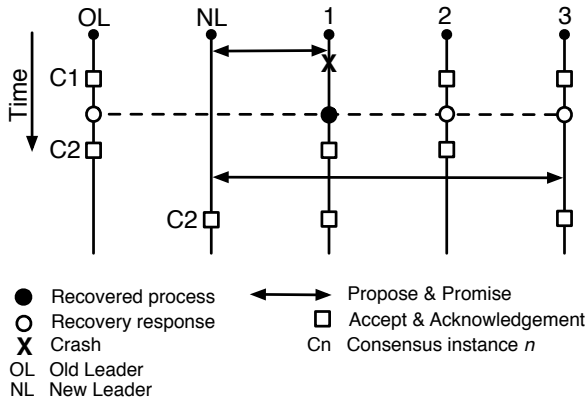 OL NL 1 2 3
Time
C1
C2
C2
Recovered process
Recovery response
X Crash
OL Old Leader
NL New Leader
Propose & Promise
Accept & Acknowledgement
Cn Consensus instance n